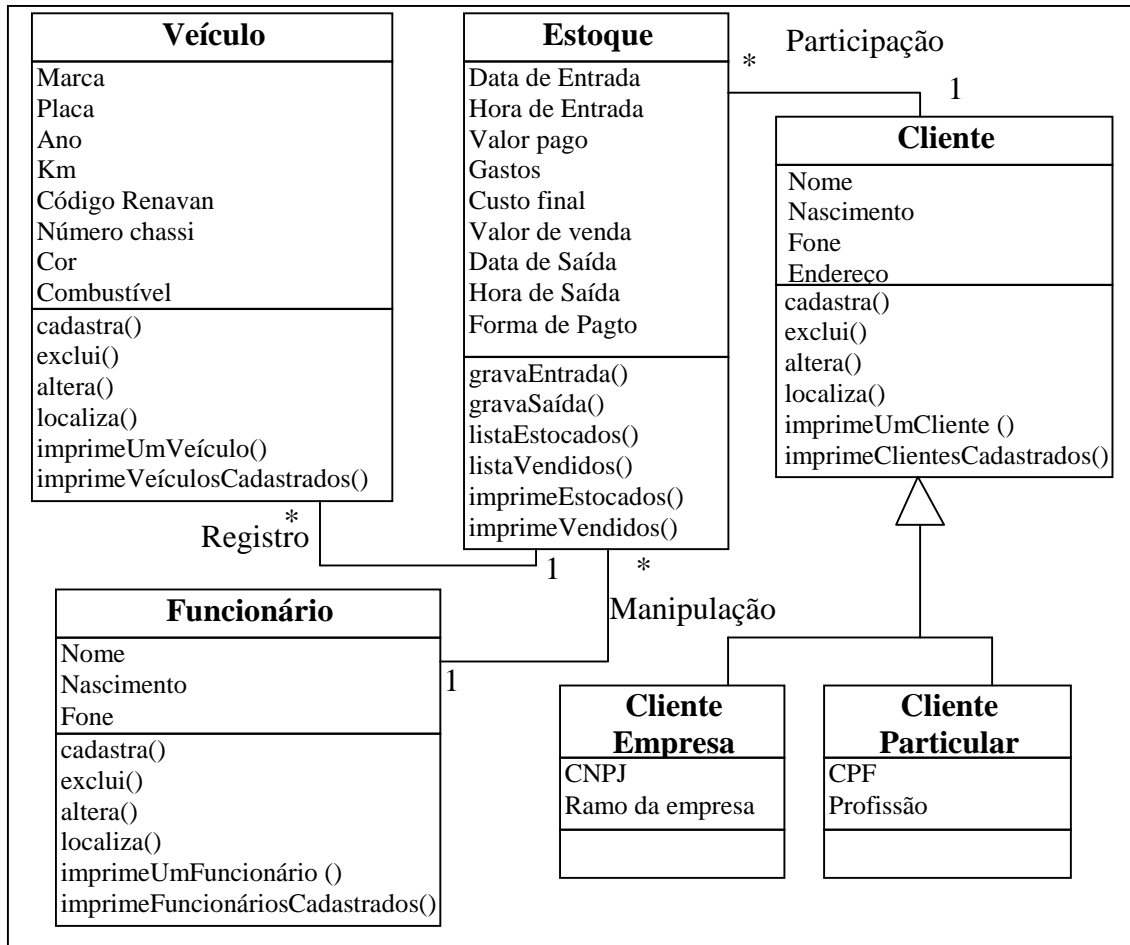 Veículo
Marca
Placa
Ano
Km
Código Renavan
Número chassi
Cor
Combustível
cadastra()
exclui()
altera()
localiza()
imprimeUmVeículo()
imprimeVeículosCadastrados()
Estoque
Data de Entrada
Hora de Entrada
Valor pago
Gastos
Custo final
Valor de venda
Data de Saída
Hora de Saída
Forma de Pagto
gravaEntrada()
gravaSaída()
listaEstocados()
listaVendidos()
imprimeEstocados()
imprimeVendidos()
Participação
*
1
Cliente
Nome
Nascimento
Fone
Endereço
cadastra()
exclui()
altera()
localiza()
imprimeUmCliente ()
imprimeClientesCadastrados()
*
Registro
1
*
Manipulação
1
Funcionário
Nome
Nascimento
Fone
cadastra()
exclui()
altera()
localiza()
imprimeUmFuncionário ()
imprimeFuncionáriosCadastrados()
Cliente
Empresa
CNPJ
Ramo da empresa
Cliente
Particular
CPF
Profissão